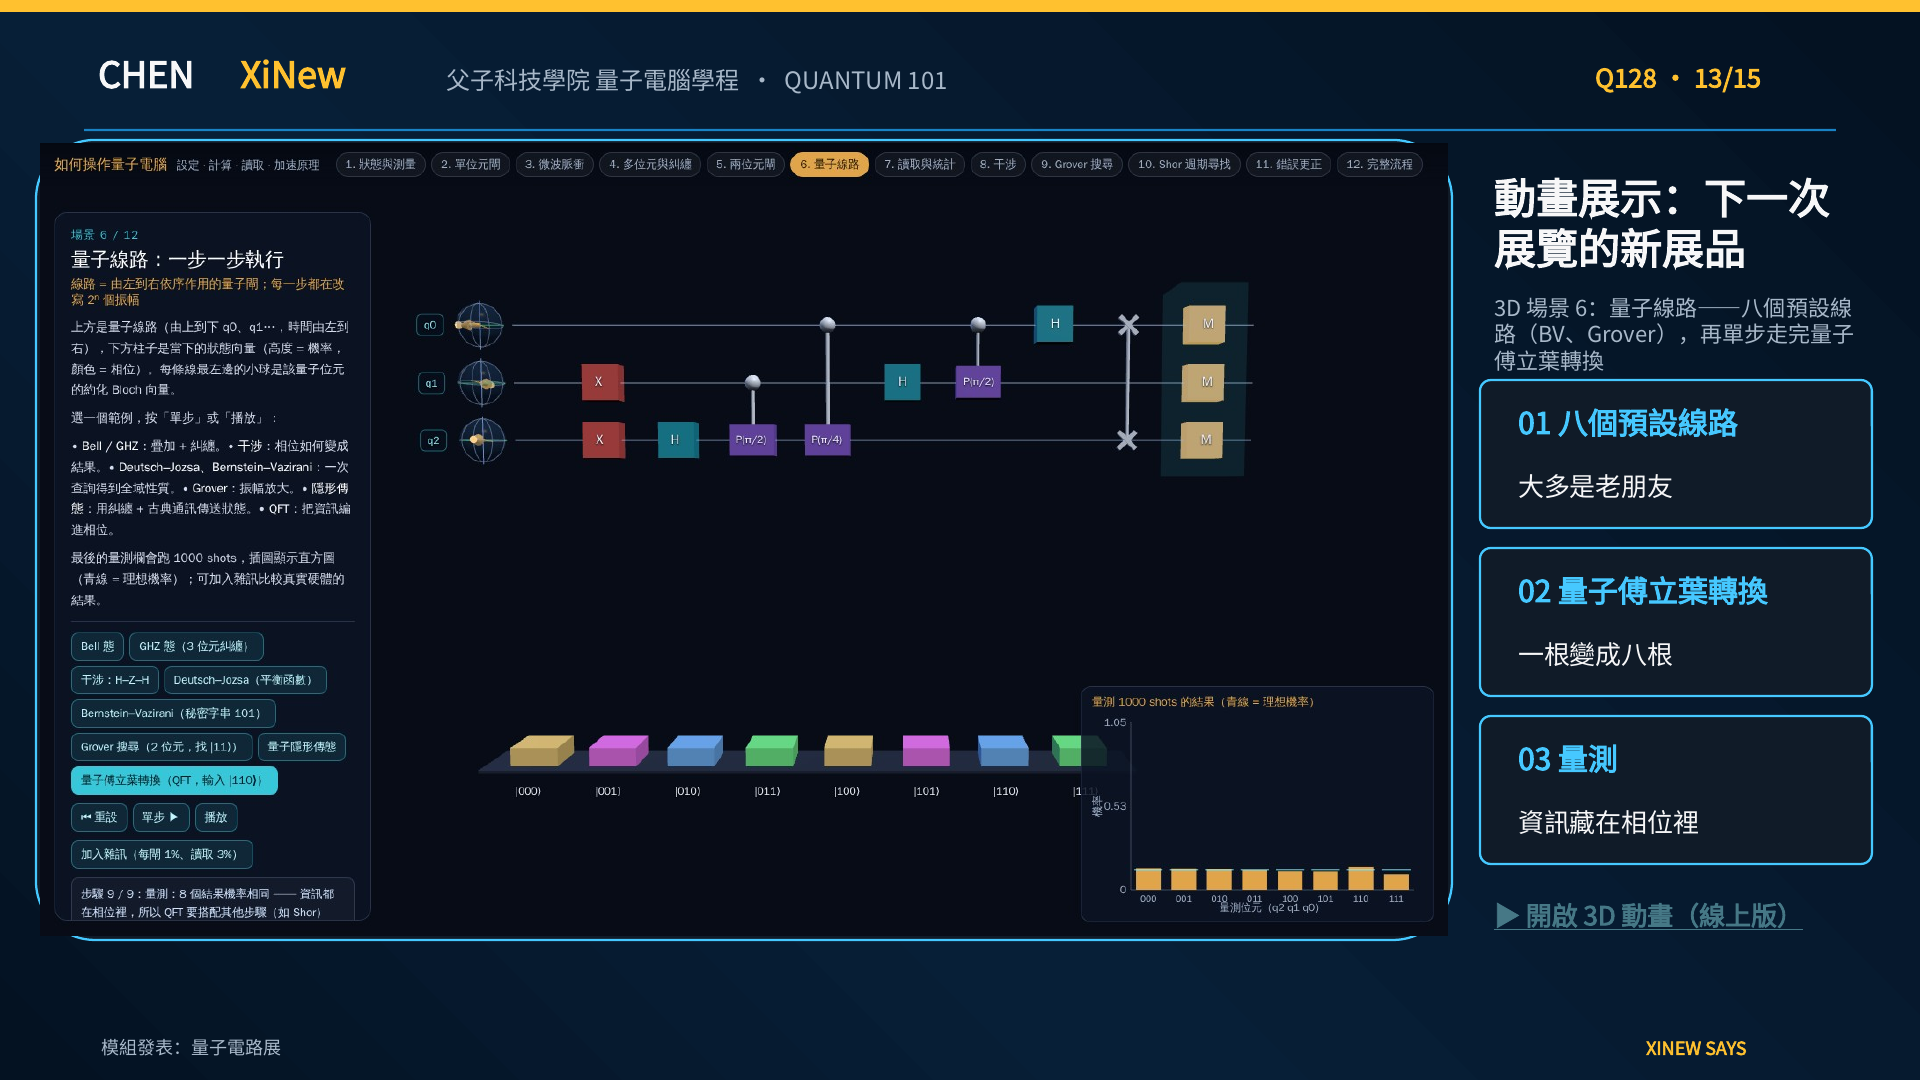 CHEN XiNew
父子科技學院 量子電腦學程 • QUANTUM 101
Q128 • 13/15
如何操作量子電腦 設定 · 計算 · 讀取 · 加速原理
1. 狀態與測量
2. 單位元閘
3. 微波脈衝
4. 多位元與糾纏
5. 兩位元閘
6. 量子線路
7. 讀取與統計
8. 干涉
9. Grover 搜尋
10. Shor 週期尋找
11. 錯誤更正
12. 完整流程
場景 6 / 12
量子線路：一步一步執行
線路 = 由左到右依序作用的量子閘；每一步都在改
寫 2ⁿ 個振幅
上方是量子線路（由上到下 q0、q1…，時間由左到
右），下方柱子是當下的狀態向量（高度 = 機率，
顏色 = 相位）。每條線最左邊的小球是該量子位元
的約化 Bloch 向量。
選一個範例，按「單步」或「播放」：
• Bell / GHZ：疊加 + 糾纏。• 干涉：相位如何變成
結果。• Deutsch–Jozsa、Bernstein–Vazirani：一次
查詢得到全域性質。• Grover：振幅放大。• 隱形傳
態：用糾纏 + 古典通訊傳送狀態。• QFT：把資訊編
進相位。
最後的量測欄會跑 1000 shots，插圖顯示直方圖
（青線 = 理想機率）；可加入雜訊比較真實硬體的
結果。
Bell 態
GHZ 態（3 位元糾纏）
干涉：H–Z–H
Deutsch–Jozsa（平衡函數）
Bernstein–Vazirani（秘密字串 101）
Grover 搜尋（2 位元，找 |11⟩）
量子隱形傳態
量子傅立葉轉換（QFT，輸入 |110⟩）
⏮ 重設
單步 ▶
播放
加入雜訊（每閘 1%、讀取 3%）
步驟 9 / 9：量測：8 個結果機率相同 —— 資訊都
在相位裡，所以 QFT 要搭配其他步驟（如 Shor）
q0
H
M
q1
X
H
P(π/2)
M
q2
X
H
P(π/2)
P(π/4)
M
|000⟩
|001⟩
|010⟩
|011⟩
|100⟩
|101⟩
|110⟩
量測 1000 shots 的結果（青線 = 理想機率）
1.05
0.53
0
機率
000 001 010 011 100 101 110 111
量測位元（q2 q1 q0）
動畫展示：下一次
展覽的新展品
3D 場景 6：量子線路——八個預設線
路（BV、Grover），再單步走完量子
傅立葉轉換
01 八個預設線路
大多是老朋友
02 量子傅立葉轉換
一根變成八根
03 量測
資訊藏在相位裡
▶ 開啟 3D 動畫（線上版）
模組發表：量子電路展
XINEW SAYS